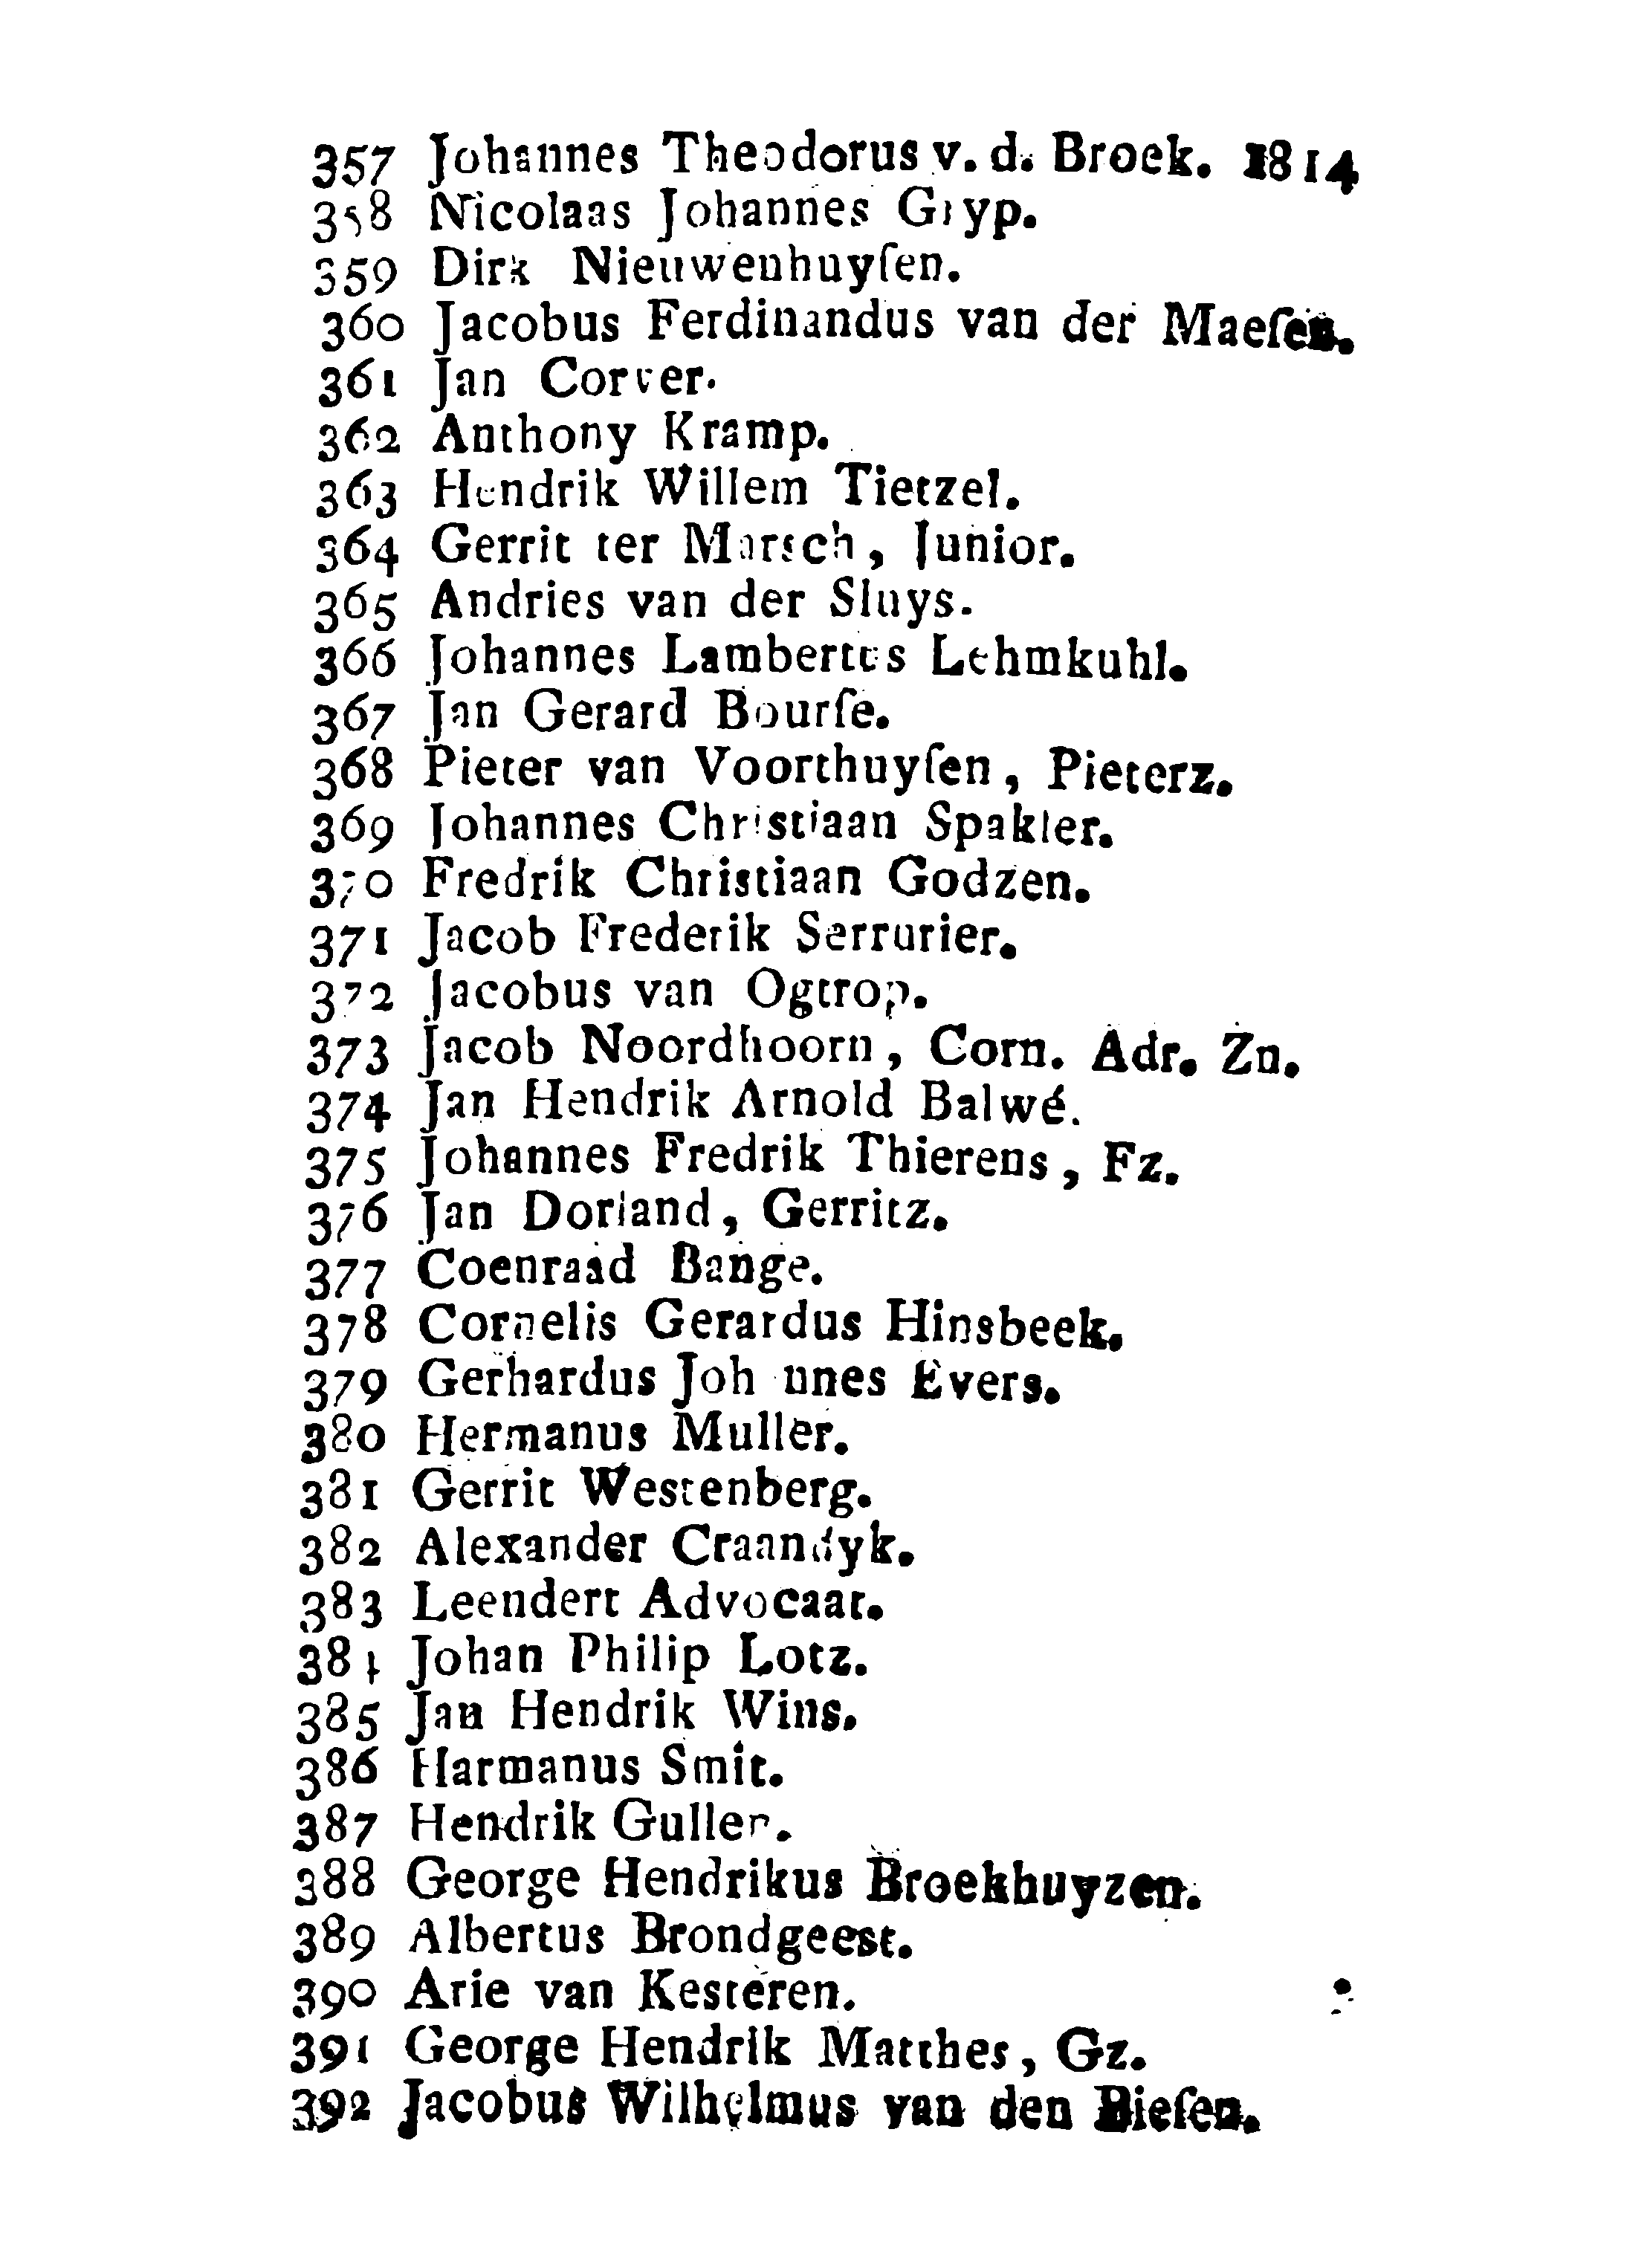 357 Johannes Theodorus v. d. Broek. 1814
358 Nicolaas Johannes Gryp.
359 Dirk Nieuwenhuyſen.
360 Jacobus Ferdinandus van der Maeſen.
361 Jan Corver.
362 Anthony Kramp.
363 Hendrik Willem Tietzel.
364 Gerrit ter Marsch, Junior.
365 Andries van der Sluys.
366 Johannes Lambertus Lehmkuhl.
367 Jan Gerard Bourſe.
368 Pieter van Voorthuyſen, Pieterz.
369 Johannes Christiaan Spakler.
370 Fredrik Christiaan Godzen.
371 Jacob Frederik Serrurier.
372 Jacobus van Ogtrop.
373 Jacob Noordhoorn, Corn. Adr. Zn.
374 Jan Hendrik Arnold Balwé.
375 Johannes Fredrik Thierens, Fz.
376 Jan Dorland, Gerritz.
377 Coenraad Bange.
378 Cornelis Gerardus Hinsbeek.
379 Gerhardus Johannes Evers.
380 Hermanus Muller.
381 Gerrit Westenberg.
382 Alexander Craandyk.
383 Leendert Advocaat.
384 Johan Philip Lotz.
385 Jan Hendrik Wins.
386 Harmanus Smit.
387 Hendrik Guller.
388 George Hendrikus Broekhuyzen.
389 Albertus Brondgeest.
390 Arie van Kesteren.
391 George Hendrik Matthes, Gz.
392 Jacobus Wilhelmus van den Bieſen.